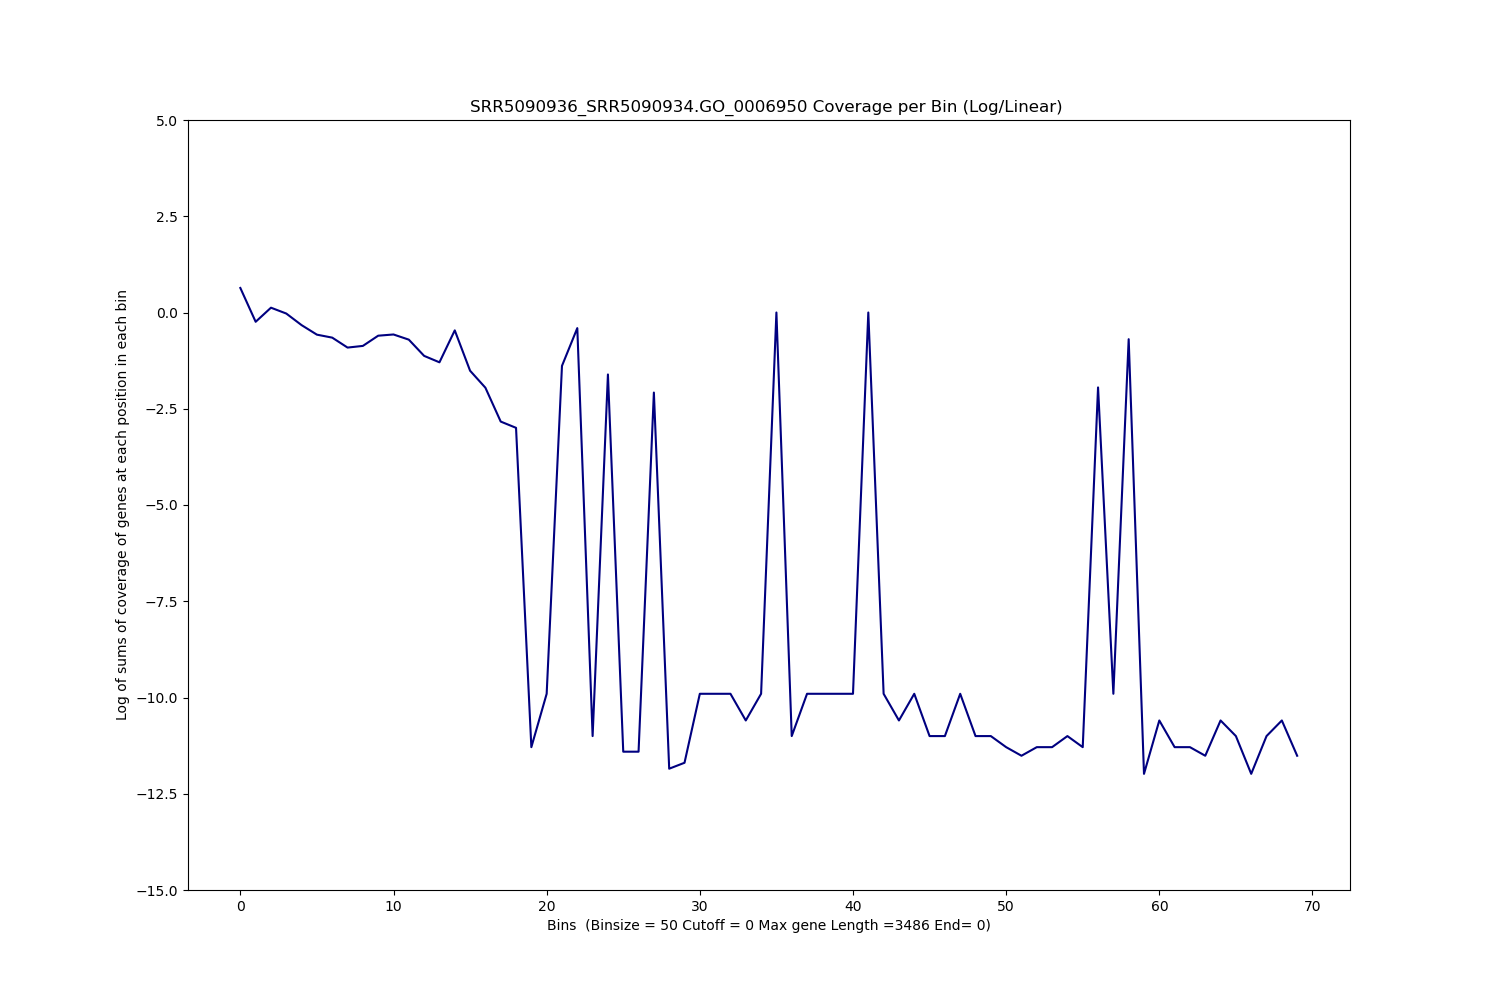 SRR5090936_SRR5090934.GO_0006950 Coverage per Bin (Log/Linear)
5.0
2.5
0.0
−2.5
−5.0
−7.5
−10.0
−12.5
−15.0
Log of sums of coverage of genes at each position in each bin
0 10 20 30 40 50 60 70
Bins  (Binsize = 50 Cutoff = 0 Max gene Length =3486 End= 0)